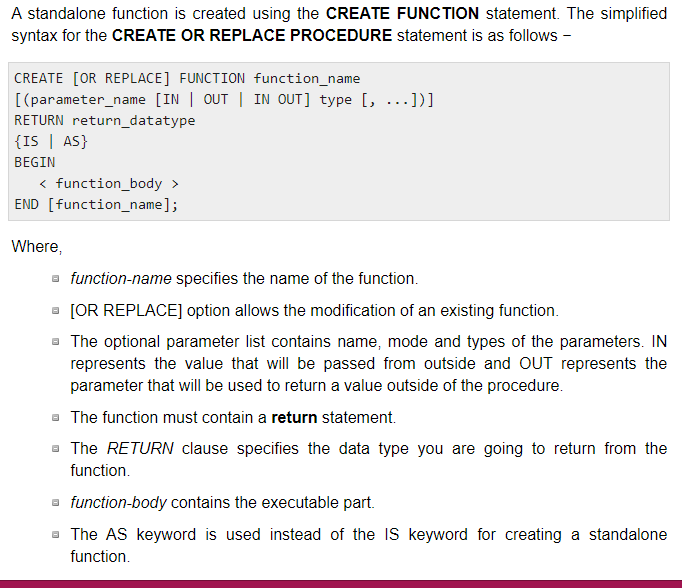 A standalone function is created using the CREATE FUNCTION statement. The simplified
syntax for the CREATE OR REPLACE PROCEDURE statement is as follows −
CREATE [OR REPLACE] FUNCTION function_name
[(parameter_name [IN | OUT | IN OUT] type [, ...])]
RETURN return_datatype
{IS | AS}
BEGIN
< function_body >
END [function_name];
Where,
function-name specifies the name of the function.
[OR REPLACE] option allows the modification of an existing function.
The optional parameter list contains name, mode and types of the parameters. IN
represents the value that will be passed from outside and OUT represents the
parameter that will be used to return a value outside of the procedure.
The function must contain a return statement.
The RETURN clause specifies the data type you are going to return from the
function.
function-body contains the executable part.
The AS keyword is used instead of the IS keyword for creating a standalone
function.